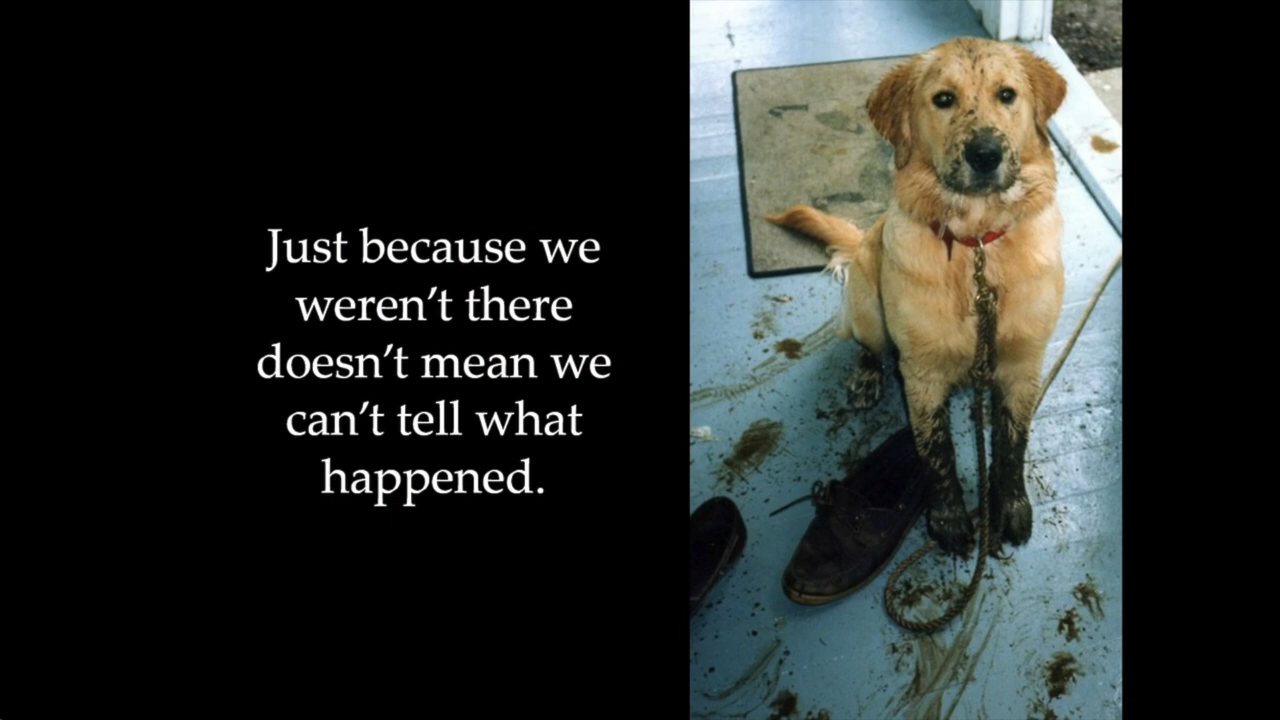 Just because we
weren’t there
doesn’t mean we
can’t tell what
happened.